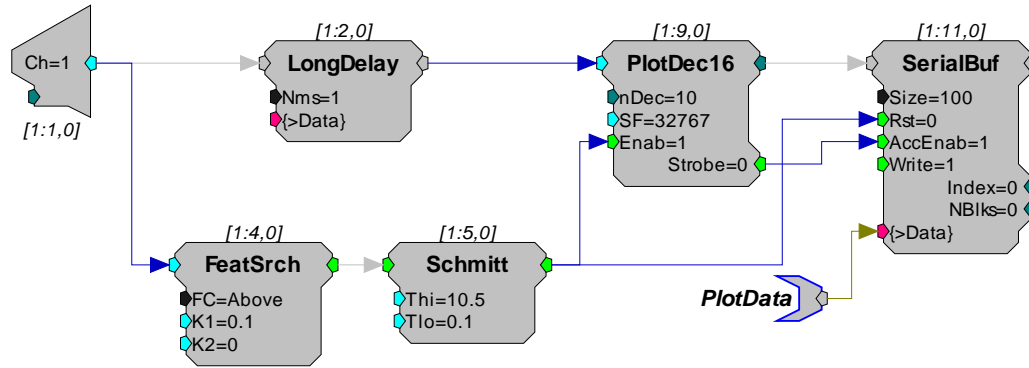 Ch=1
[1:1,0]
[1:2,0]
LongDelay
Nms=1
{>Data}
[1:9,0]
PlotDec16
nDec=10
SF=32767
Enab=1
Strobe=0
[1:11,0]
SerialBuf
Size=100
Rst=0
AccEnab=1
Write=1
Index=0
NBlks=0
{>Data}
[1:4,0]
FeatSrch
FC=Above
K1=0.1
K2=0
[1:5,0]
Schmitt
Thi=10.5
Tlo=0.1
PlotData